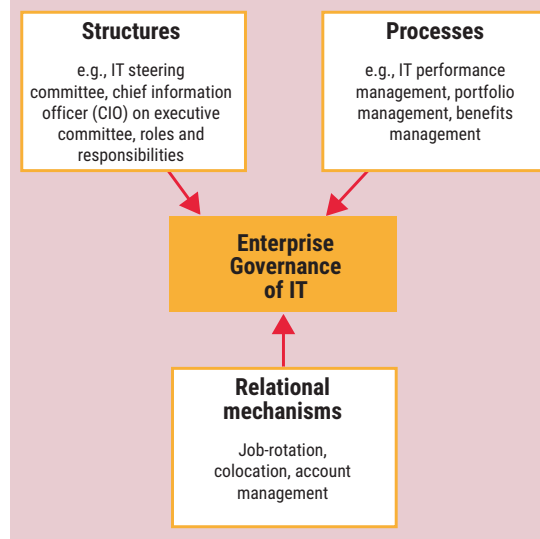 Structures
e.g., IT steering
committee, chief information
officer (CIO) on executive
committee, roles and
responsibilities
Processes
e.g., IT performance
management, portfolio
management, benefits
management
Enterprise
Governance
of IT
Relational
mechanisms
Job-rotation,
colocation, account
management